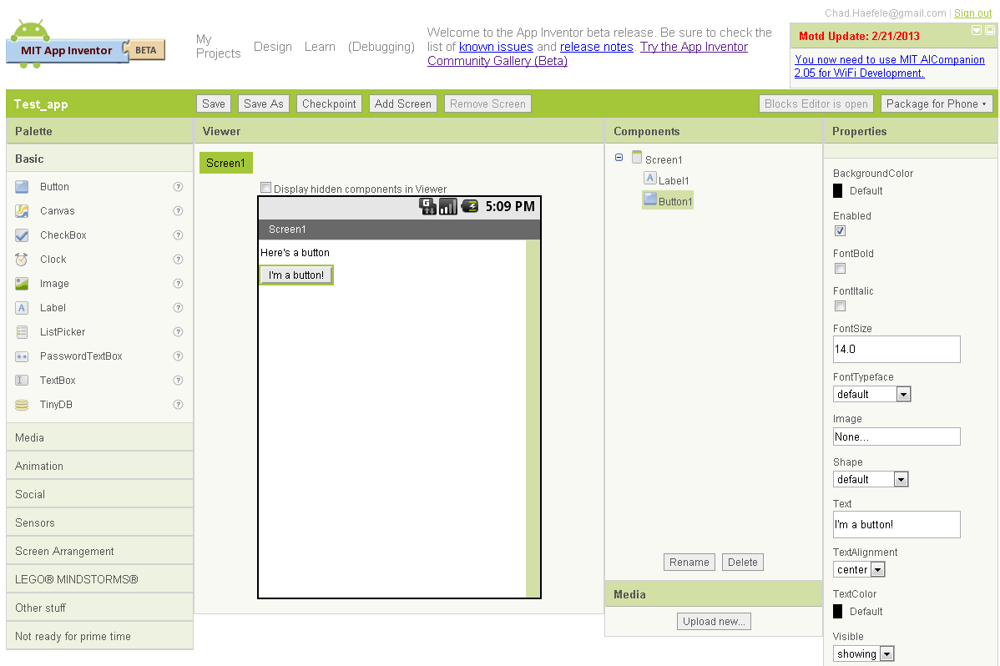 Chad.Haefele@gmail.com | Sign out
MIT App Inventor BETA
My Projects
Design
Learn
(Debugging)
Welcome to the App Inventor beta release. Be sure to check the
list of known issues and release notes. Try the App Inventor
Community Gallery (Beta)
Motd Update: 2/21/2013
You now need to use MIT AICompanion
2.05 for WiFi Development.
Test_app
Save
Save As
Checkpoint
Add Screen
Remove Screen
Blocks Editor is open
Package for Phone
Palette
Basic
Button ?
Canvas ?
CheckBox ?
Clock ?
Image ?
A Label ?
ListPicker ?
PasswordTextBox ?
TextBox ?
TinyDB ?
Media
Animation
Social
Sensors
Screen Arrangement
LEGO® MINDSTORMS®
Other stuff
Not ready for prime time
Viewer
Screen1
Display hidden components in Viewer
G 5:09 PM
Screen1
Here's a button
I'm a button!
Components
Screen1
A Label1
Button1
Rename
Delete
Media
Upload new...
Properties
BackgroundColor
Default
Enabled
FontBold
FontItalic
FontSize
14.0
FontTypeface
default
Image
None...
Shape
default
Text
I'm a button!
TextAlignment
center
TextColor
Default
Visible
showing